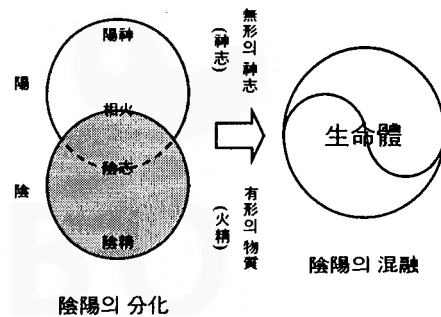 陽神
陽
相火
陰志
陰
陰精
陰陽의 分化
無形의 神志
(神志)
有形의 物質
(火精)
生命體
陰陽의 混融